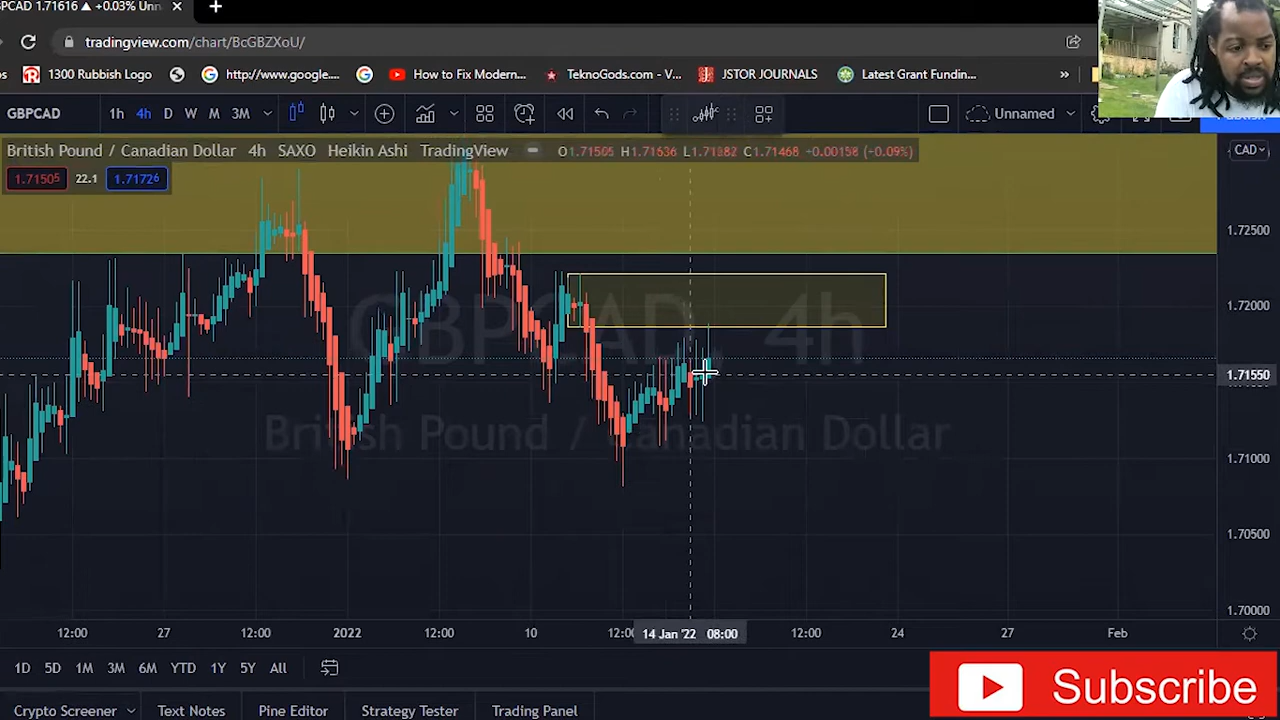 PCAD 1.71616 ▲ +0.03% Unn
tradingview.com/chart/BcGBZXoU/
1300 Rubbish Logo
http://www.google....
How to Fix Modern...
TeknoGods.com - V...
JSTOR JOURNALS
Latest Grant Fundin...
»
GBPCAD
1h 4h D W M 3M
Unnamed
British Pound / Canadian Dollar 4h SAXO Heikin Ashi TradingView
O1.71505 H1.71636 L1.71382 C1.71468 +0.00158 (+0.09%)
CAD
1.71505 22.1 1.71726
1.72500
1.72000
1.71550
1.71000
1.70500
1.70000
GBPCAD, 4h
British Pound / Canadian Dollar
12:00 27 12:00 2022 12:00 10 12:0 14 Jan '22 08:00 12:00 24 27 Feb
1D 5D 1M 3M 6M YTD 1Y 5Y All
Subscribe
Crypto Screener Text Notes Pine Editor Strategy Tester Trading Panel